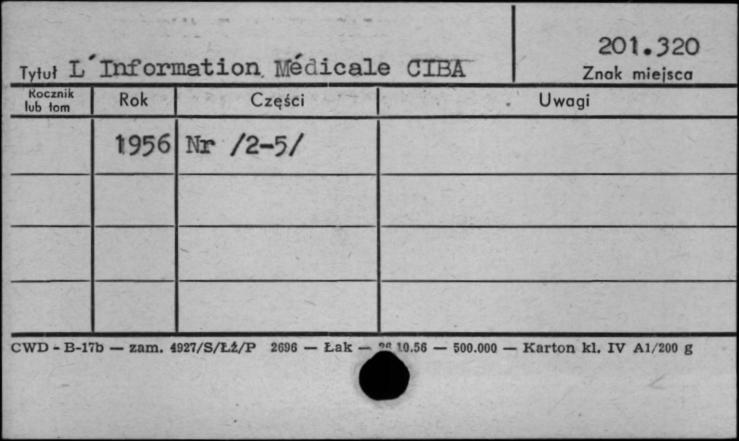 201.320
Tytuł L'Information Médicale CIBA Znak miejsca
Rocznik lub tom Rok Części Uwagi
1956 Nr /2-5/
CWD - B-17b — zam. 4927/S/ŁŻ/P 2696 — Łak — 10.56 — 500.000 — Karton kl. IV A1/200 g